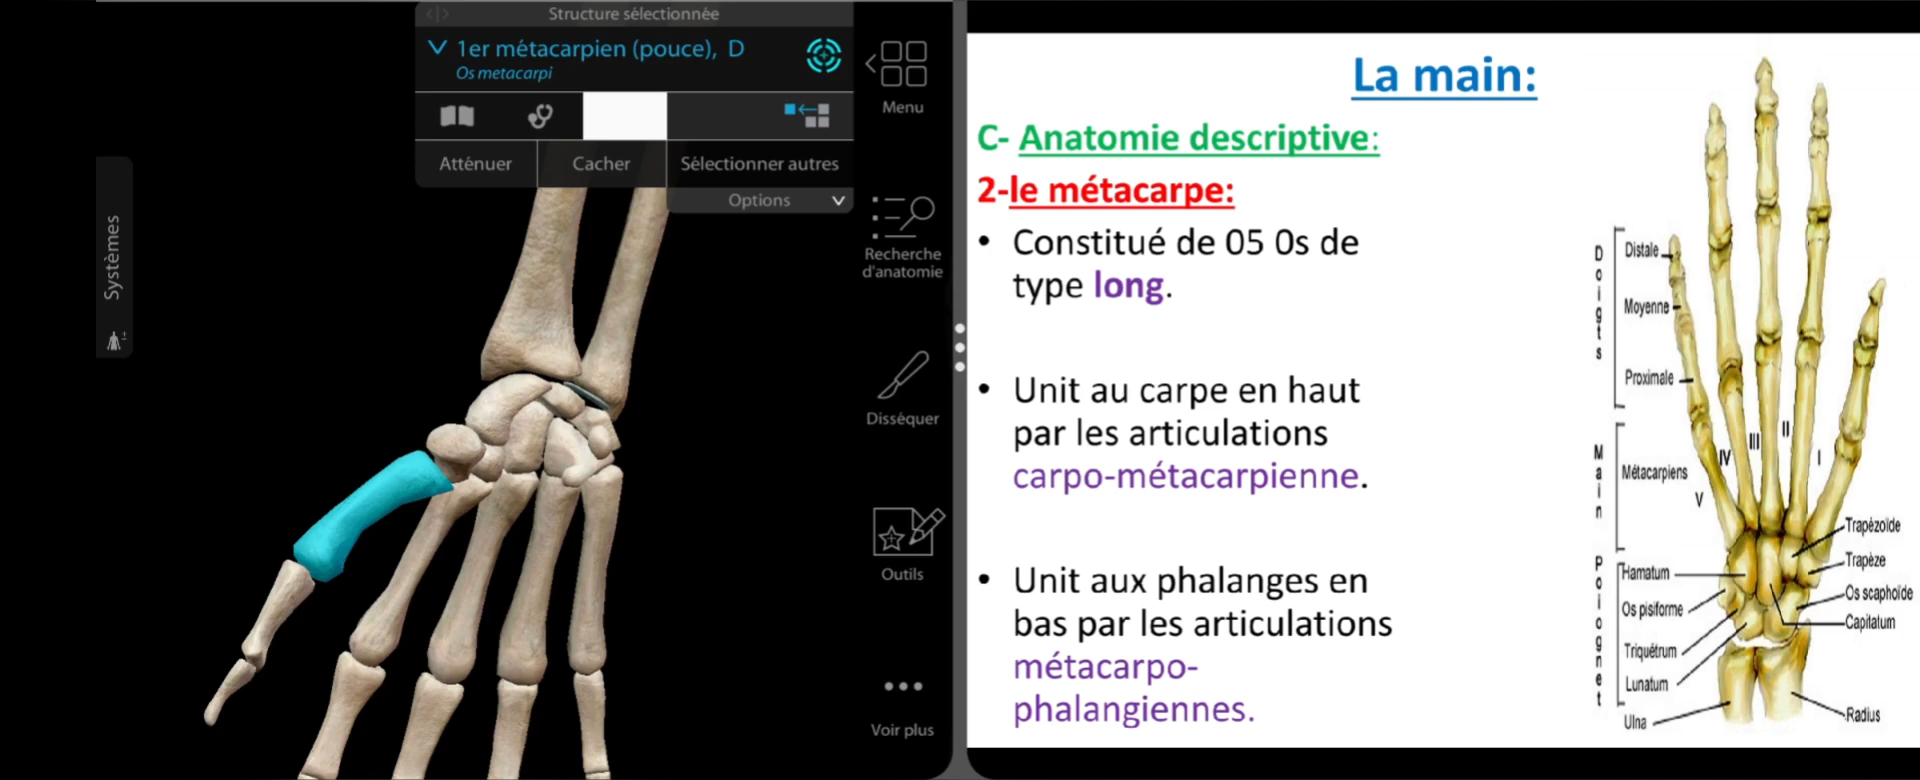 Structure sélectionnée
1er métacarpien (pouce), D
Os metacarpi
Atténuer
Cacher
Sélectionner autres
Options
Menu
Recherche
d'anatomie
Disséquer
Outils
Voir plus
Systèmes
La main:
C- Anatomie descriptive:
2-le métacarpe:
• Constitué de 05 0s de
type long.
• Unit au carpe en haut
par les articulations
carpo-métacarpienne.
• Unit aux phalanges en
bas par les articulations
métacarpo-
phalangiennes.
Doigts
Distale
Moyenne
Proximale
Main
Métacarpiens
V
IV
III
II
I
Poignet
Hamatum
Os pisiforme
Triquétrum
Lunatum
Ulna
Trapézoïde
Trapèze
Os scaphoïde
Capitatum
Radius